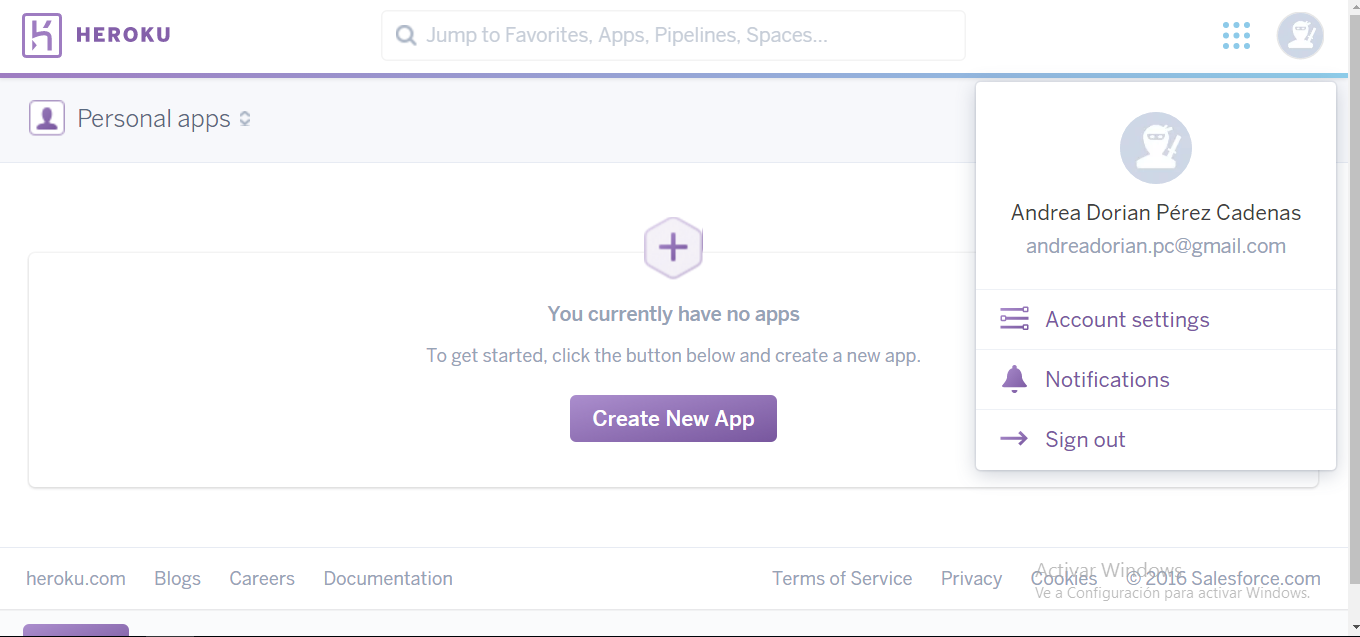 HEROKU
Jump to Favorites, Apps, Pipelines, Spaces...
Personal apps
Andrea Dorian Pérez Cadenas
andreadorian.pc@gmail.com
Account settings
Notifications
Sign out
You currently have no apps
To get started, click the button below and create a new app.
Create New App
heroku.com Blogs Careers Documentation Terms of Service Privacy Cookies © 2016 Salesforce.com
Activar Windows
Ve a Configuración para activar Windows.